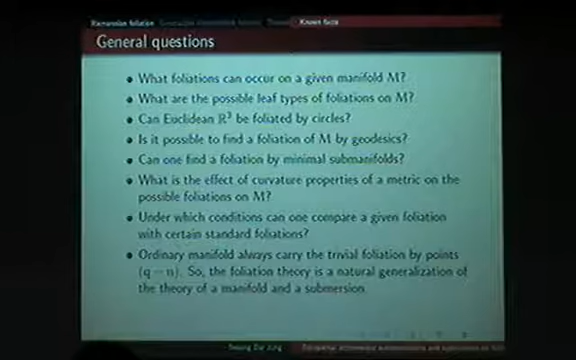 Riemannian foliation Known facts
General questions
• What foliations can occur on a given manifold M?
• What are the possible leaf types of foliations on M?
• Can Euclidean R³ be foliated by circles?
• Is it possible to find a foliation of M by geodesics?
• Can one find a foliation by minimal submanifolds?
• What is the effect of curvature properties of a metric on the
possible foliations on M?
• Under which conditions can one compare a given foliation
with certain standard foliations?
• Ordinary manifold always carry the trivial foliation by points
(q = n). So, the foliation theory is a natural generalization of
the theory of a manifold and a submersion.
Jung